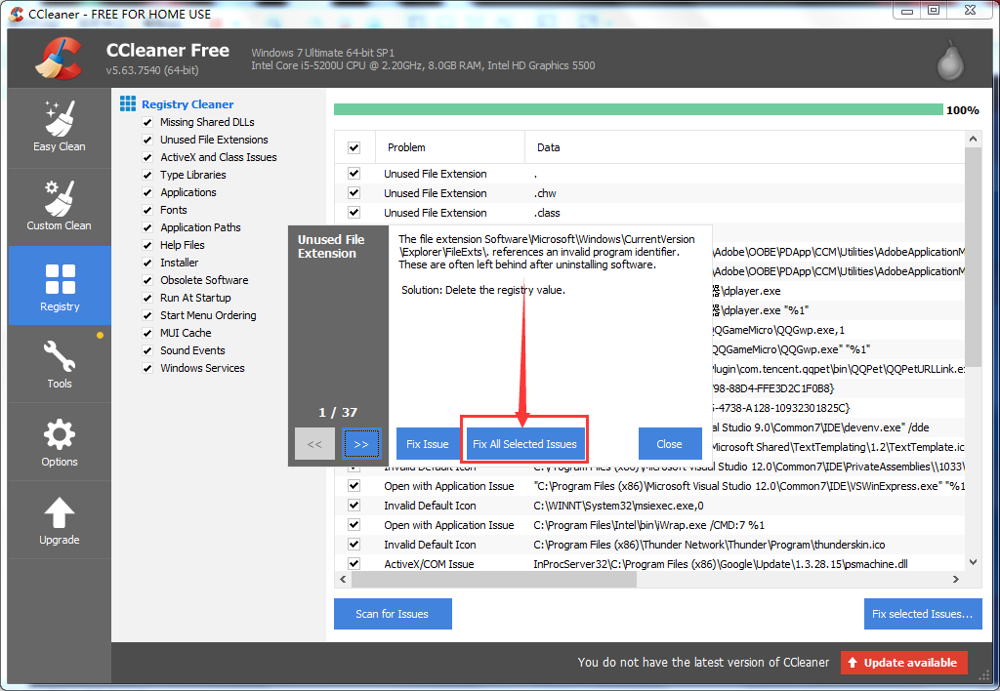 CCleaner - FREE FOR HOME USE
CCleaner Free
v5.63.7540 (64-bit)
Windows 7 Ultimate 64-bit SP1
Intel Core i5-5200U CPU @ 2.20GHz, 8.0GB RAM, Intel HD Graphics 5500
Easy Clean
Custom Clean
Registry
Tools
Options
Upgrade
Registry Cleaner
Missing Shared DLLs
Unused File Extensions
ActiveX and Class Issues
Type Libraries
Applications
Fonts
Application Paths
Help Files
Installer
Obsolete Software
Run At Startup
Start Menu Ordering
MUI Cache
Sound Events
Windows Services
100%
Problem Data
Unused File Extension .
Unused File Extension .chw
Unused File Extension .class
\Adobe\OOBE\PDApp\CCM\Utilities\AdobeApplicationM
\Adobe\OOBE\PDApp\CCM\Utilities\AdobeApplicationM
器\dplayer.exe
器\dplayer.exe "%1"
QQGameMicro\QQGwp.exe,1
QQGameMicro\QQGwp.exe" "%1"
Plugin\com.tencent.qqpet\bin\QQPet\QQPetURLLink.ex
798-88D4-FFE3D2C1F0B8}
-4738-A128-10932301825C}
al Studio 9.0\Common7\IDE\devenv.exe" /dde
Microsoft Shared\TextTemplating\1.2\TextTemplate.ic
Invalid Default Icon C:\Program Files (x86)\Microsoft Visual Studio 12.0\Common7\IDE\PrivateAssemblies\\1033\
Open with Application Issue "C:\Program Files (x86)\Microsoft Visual Studio 12.0\Common7\IDE\VSWinExpress.exe" "%1
Invalid Default Icon C:\WINNT\System32\msiexec.exe,0
Open with Application Issue C:\Program Files\Intel\bin\jWrap.exe /CMD:7 %1
Invalid Default Icon C:\Program Files (x86)\Thunder Network\Thunder\Program\thunderskin.ico
ActiveX/COM Issue InProcServer32\C:\Program Files (x86)\Google\Update\1.3.28.15\psmachine.dll
Unused File
Extension
1 / 37
<< >>
The file extension Software\Microsoft\Windows\CurrentVersion
\Explorer\FileExts\. references an invalid program identifier.
These are often left behind after uninstalling software.
Solution: Delete the registry value.
Fix Issue Fix All Selected Issues Close
Scan for Issues Fix selected Issues...
You do not have the latest version of CCleaner Update available